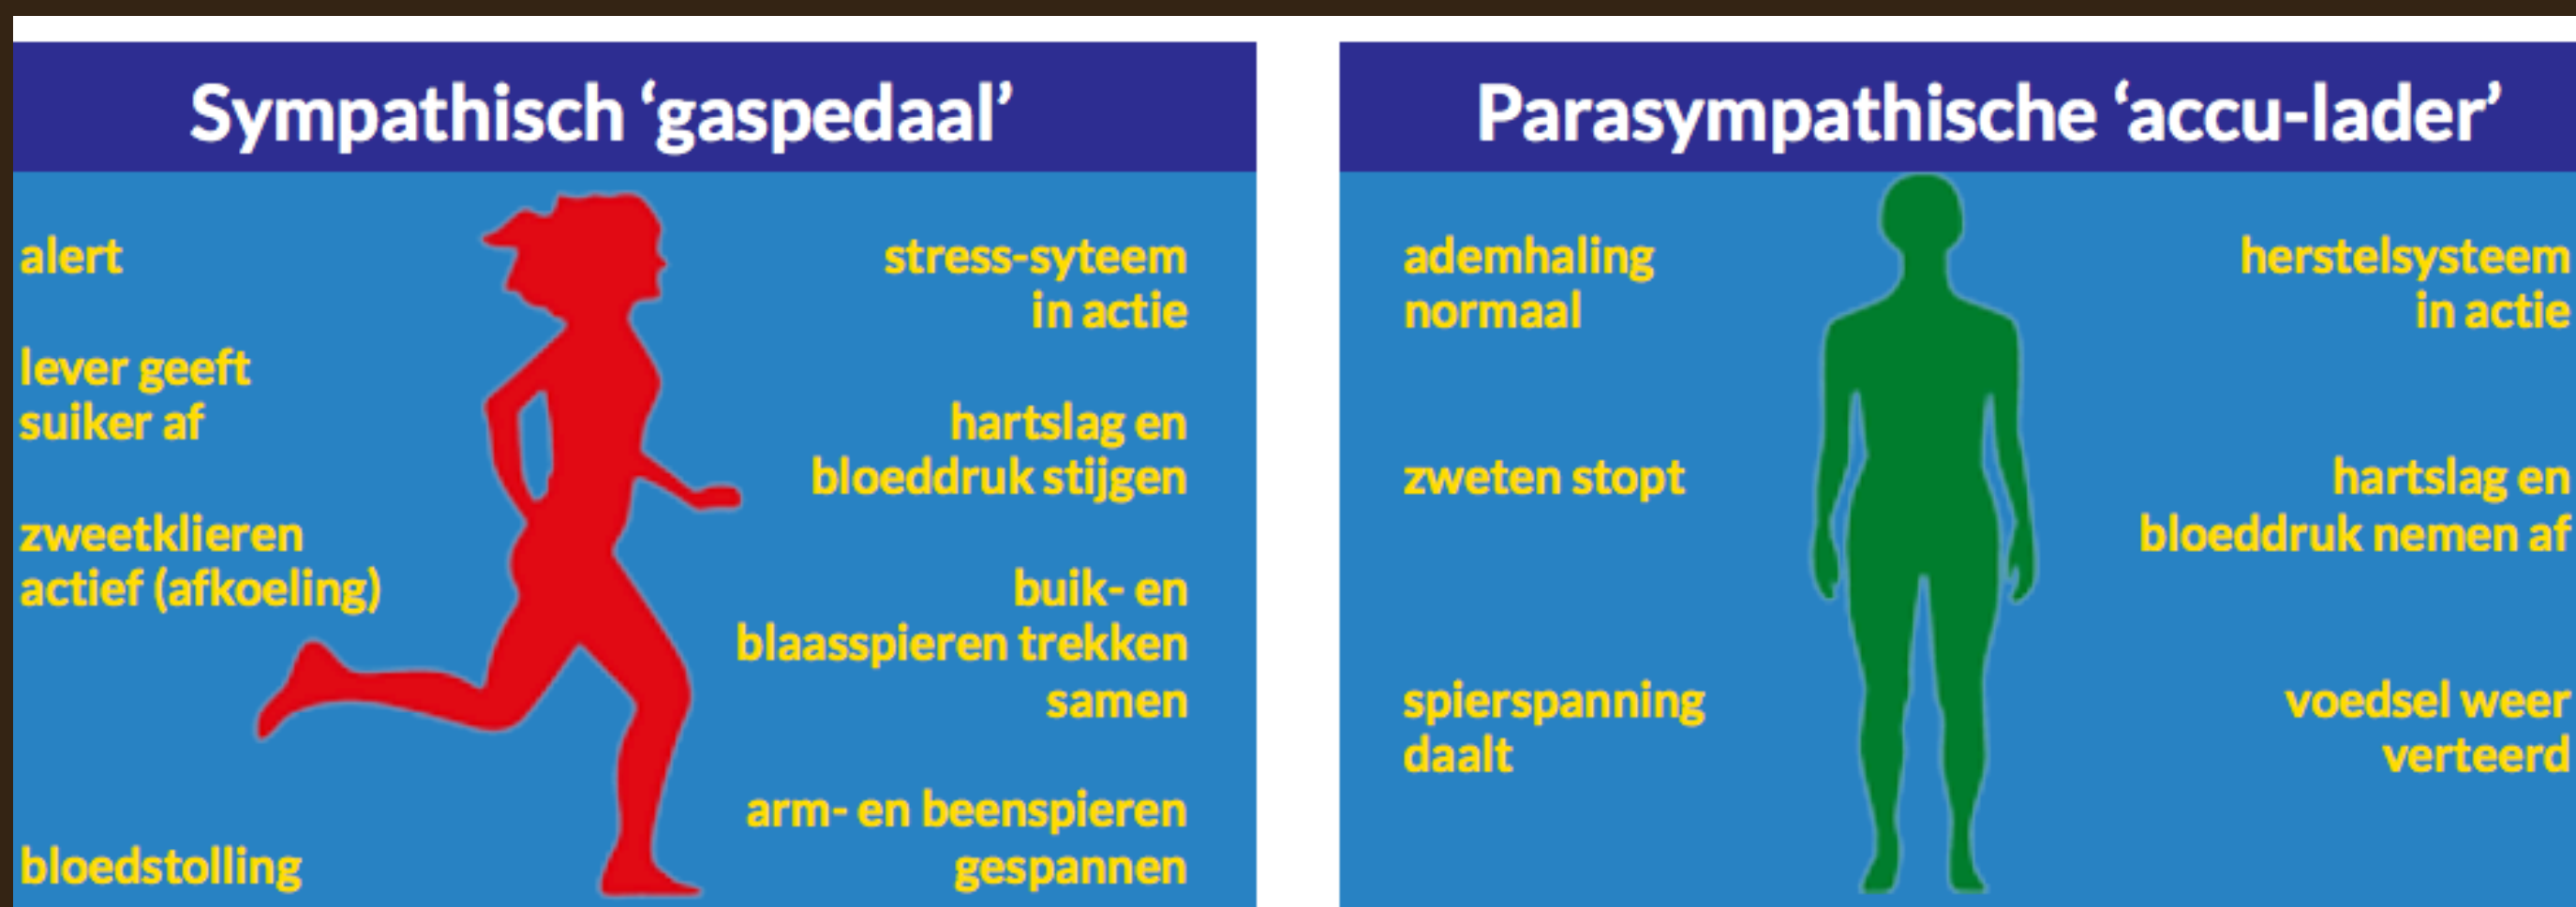 Sympathisch ‘gaspedaal’
alert
lever geeft
suiker af
zweetklieren
actief (afkoeling)
bloedstolling
stress-syteem
in actie
hartslag en
bloeddruk stijgen
buik- en
blaasspieren trekken
samen
arm- en beenspieren
gespannen
Parasympathische ‘accu-lader’
ademhaling
normaal
zweten stopt
spierspanning
daalt
herstelsysteem
in actie
hartslag en
bloeddruk nemen af
voedsel weer
verteerd